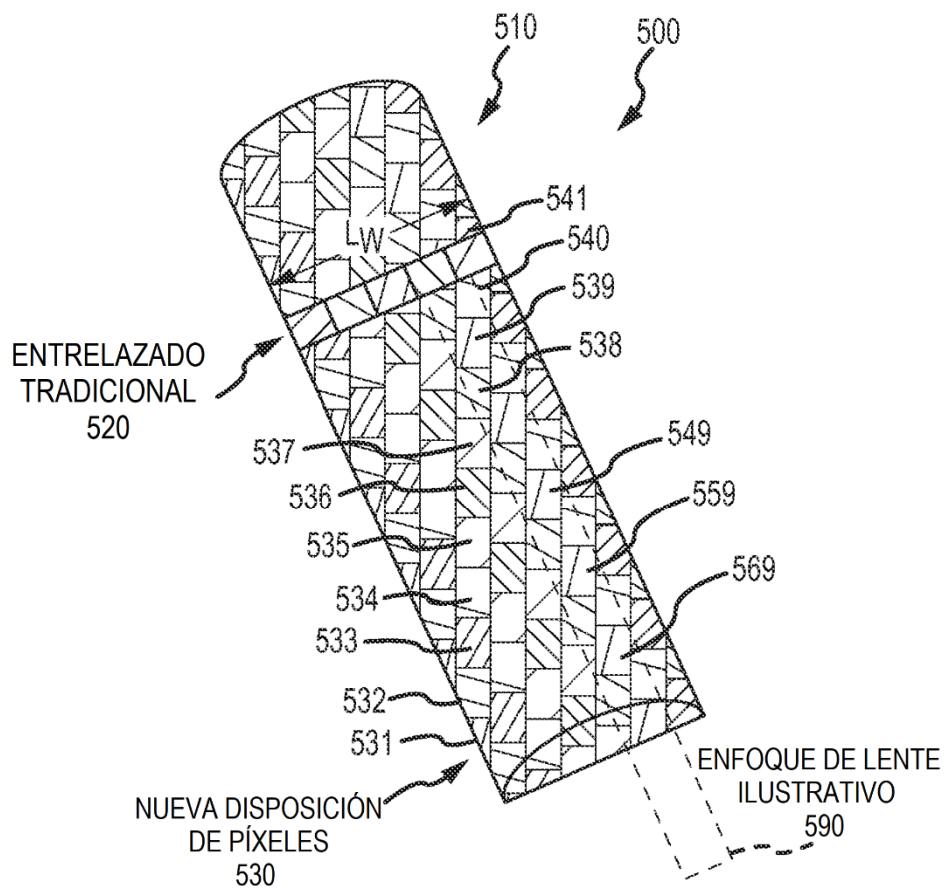 510
500
541
540
539
538
LW
ENTRELAZADO
TRADICIONAL
520
537
536
535
534
533
532
531
549
559
569
NUEVA DISPOSICIÓN
DE PÍXELES
530
ENFOQUE DE LENTE
ILUSTRATIVO
590